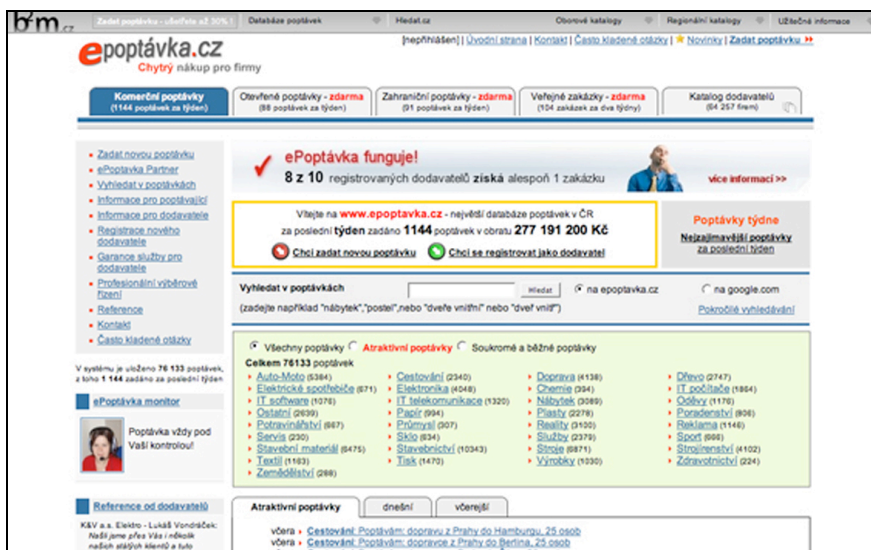 b2m.cz Zadat poptávku - ušetřete až 30% ! Databáze poptávek Hledat.cz Oborové katalogy Regionální katalogy Užitečné informace
epoptávka.cz
Chytrý nákup pro firmy
[nepřihlášen] | Úvodní strana | Kontakt | Často kladené otázky | Novinky | Zadat poptávku
Komerční poptávky
(1144 poptávek za týden)
Otevřené poptávky - zdarma
(88 poptávek za týden)
Zahraniční poptávky - zdarma
(91 poptávek za týden)
Veřejné zakázky - zdarma
(104 zakázek za dva týdny)
Katalog dodavatelů
(64 257 firem)
Zadat novou poptávku
ePoptavka Partner
Vyhledat v poptávkách
Informace pro poptávající
Informace pro dodavatele
Registrace nového
dodavatele
Garance služby pro
dodavatele
Profesionální výběrové
řízení
Reference
Kontakt
Často kladené otázky
V systému je uloženo 76 133 poptávek,
z toho 1 144 zadáno za poslední týden
ePoptávka monitor
Poptávka vždy pod
Vaší kontrolou!
Reference od dodavatelů
K&V a.s. Elektro - Lukáš Vondráček:
Našli jsme přes Vás i několik
našich stálých klientů a tuto
ePoptávka funguje!
8 z 10 registrovaných dodavatelů získá alespoň 1 zakázku
více informací >>
Vítejte na www.epoptavka.cz - největší databáze poptávek v ČR
za poslední týden zadáno 1144 poptávek v obratu 277 191 200 Kč
Chci zadat novou poptávku Chci se registrovat jako dodavatel
Poptávky týdne
Nejzajímavější poptávky
za poslední týden
Vyhledat v poptávkách Hledat na epoptavka.cz na google.com
(zadejte například "nábytek","postel",nebo "dveře vnitřní" nebo "dveř vnitř") Pokročilé vyhledávání
Všechny poptávky Atraktivní poptávky Soukromé a běžné poptávky
Celkem 76133 poptávek
Auto-Moto (5384) Cestování (2340) Doprava (4138) Dřevo (2747)
Elektrické spotřebiče (671) Elektronika (4048) Chemie (394) IT počítače (1864)
IT software (1076) IT telekomunikace (1320) Nábytek (3089) Oděvy (1176)
Ostatní (2639) Papír (994) Plasty (2278) Poradenství (806)
Potravinářství (667) Průmysl (307) Reality (3100) Reklama (1146)
Servis (230) Sklo (634) Služby (2379) Sport (666)
Stavební materiál (6475) Stavebnictví (10343) Stroje (6871) Strojírenství (4102)
Textil (1163) Tisk (1470) Výrobky (1030) Zdravotnictví (224)
Zemědělství (288)
Atraktivní poptávky dnešní včerejší
včera Cestování: Poptávám: dopravu z Prahy do Hamburgu, 25 osob
včera Cestování: Poptávám: dopravce z Prahy do Berlína, 25 osob